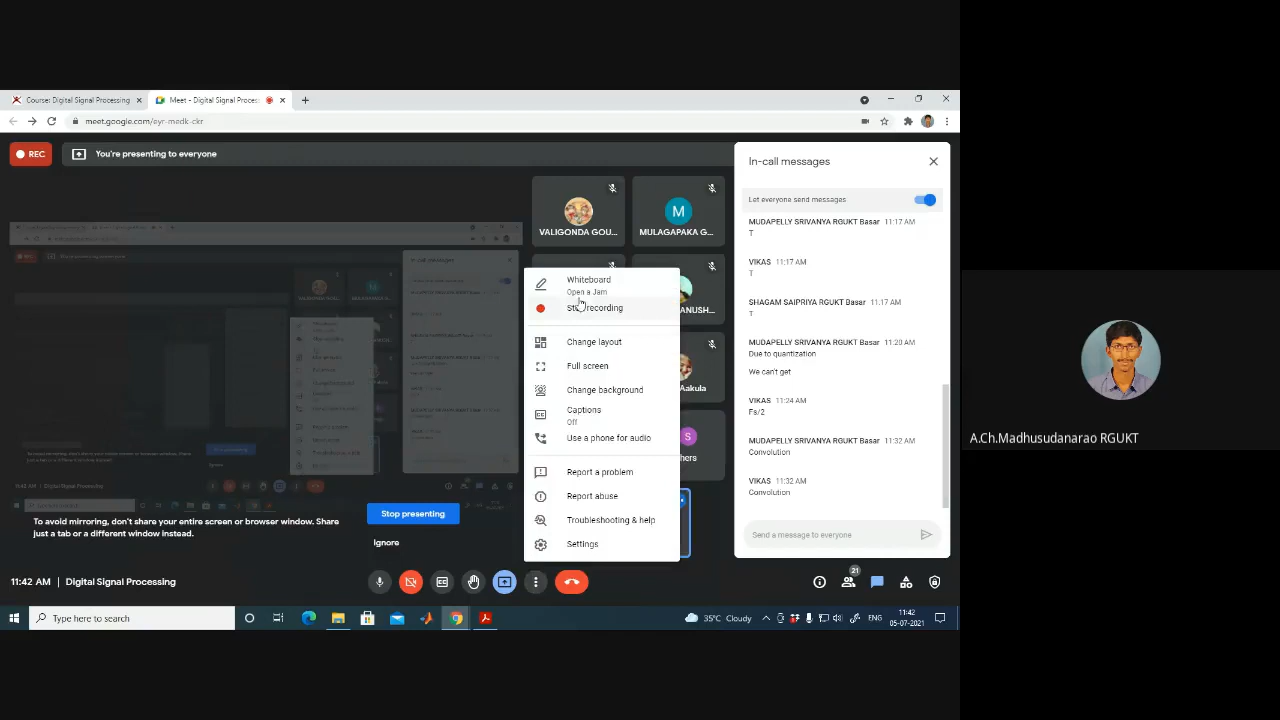 Course: Digital Signal Processing
Meet - Digital Signal Proces
meet.google.com/eyr-medk-ckr
REC
You're presenting to everyone
VALIGONDA GOU...
MULAGAPAKA G...
ANUSH...
Aakula
hers
Whiteboard
Open a Jam
recording
Change layout
Full screen
Change background
Captions
Off
Use a phone for audio
Report a problem
Report abuse
Troubleshooting & help
Settings
To avoid mirroring, don't share your entire screen or browser window. Share
just a tab or a different window instead.
Stop presenting
Ignore
11:42 AM | Digital Signal Processing
In-call messages
Let everyone send messages
MUDAPELLY SRIVANYA RGUKT Basar 11:17 AM
T
VIKAS 11:17 AM
T
SHAGAM SAIPRIYA RGUKT Basar 11:17 AM
T
MUDAPELLY SRIVANYA RGUKT Basar 11:20 AM
Due to quantization
We can't get
VIKAS 11:24 AM
Fs/2
MUDAPELLY SRIVANYA RGUKT Basar 11:32 AM
Convolution
VIKAS 11:32 AM
Convolution
Send a message to everyone
21
Type here to search
35°C Cloudy
ENG
11:42
05-07-2021
A.Ch.Madhusudanarao RGUKT
M
S